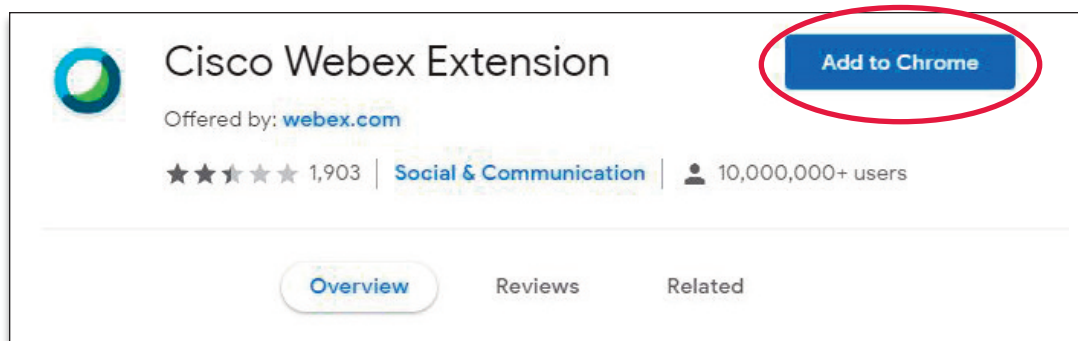 Cisco Webex Extension
Add to Chrome
Offered by: webex.com
1,903 | Social & Communication | 10,000,000+ users
Overview Reviews Related